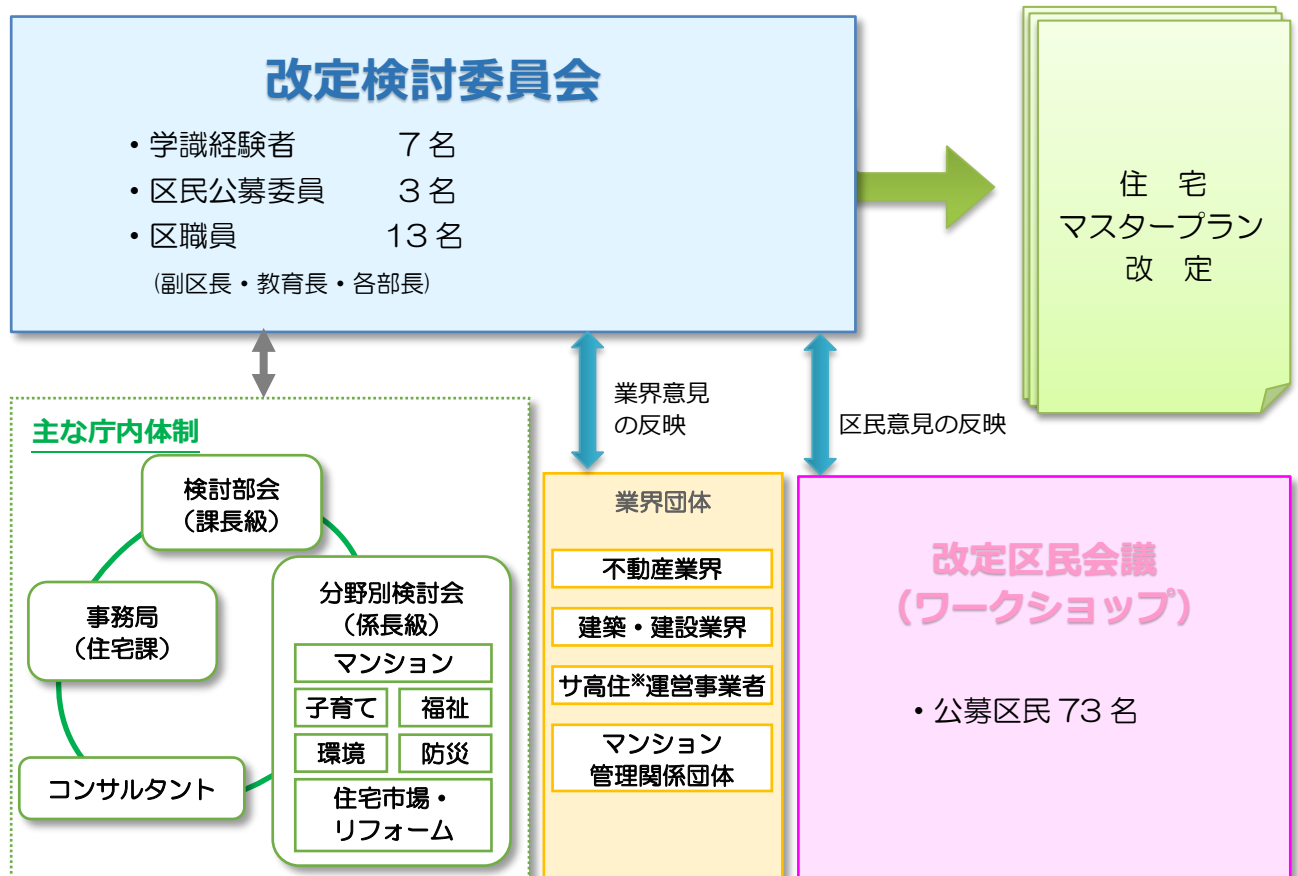 改定検討委員会
・学識経験者 7名
・区民公募委員 3名
・区職員 13名
(副区長・教育長・各部長)
住 宅
マスタープラン
改 定
業界意見
の反映
区民意見の反映
主な庁内体制
検討部会
(課長級)
事務局
(住宅課)
コンサルタント
分野別検討会
(係長級)
マンション
子育て 福祉
環境 防災
住宅市場・
リフォーム
業界団体
不動産業界
建築・建設業界
サ高住※運営事業者
マンション
管理関係団体
改定区民会議
(ワークショップ)
・公募区民 73名